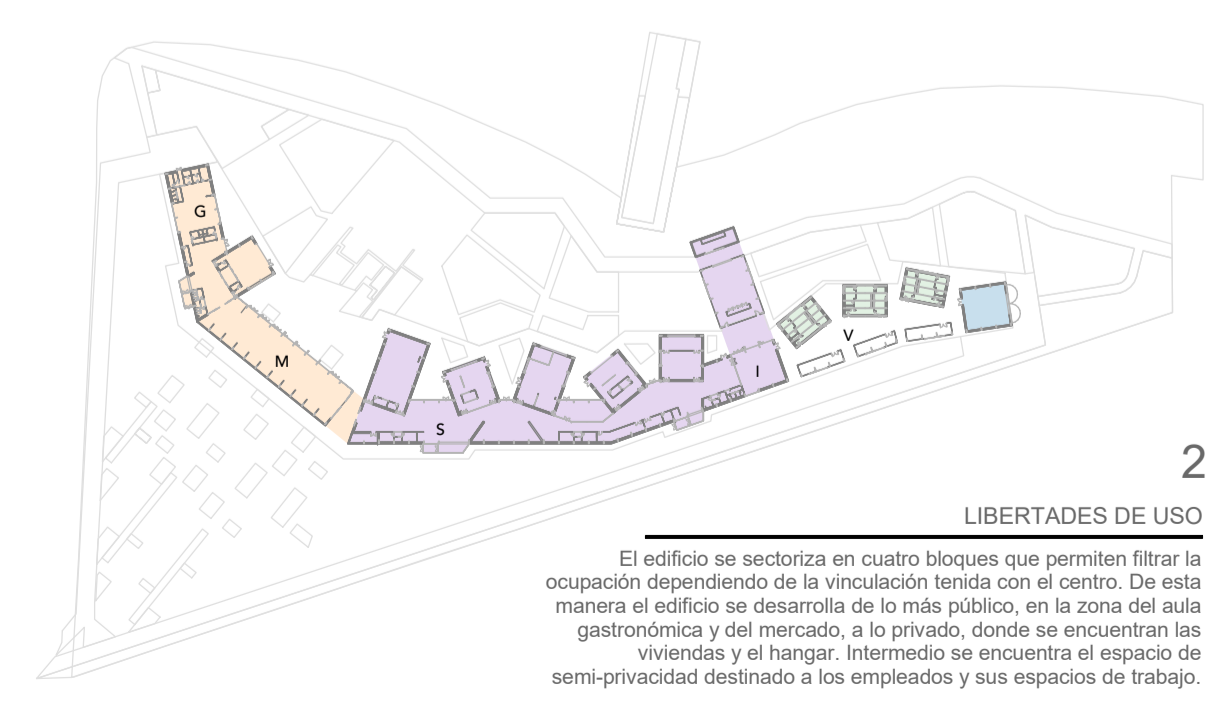 G
M
S
I
V
2
LIBERTADES DE USO
El edificio se sectoriza en cuatro bloques que permiten filtrar la
ocupación dependiendo de la vinculación tenida con el centro. De esta
manera el edificio se desarrolla de lo más público, en la zona del aula
gastronómica y del mercado, a lo privado, donde se encuentran las
viviendas y el hangar. Intermedio se encuentra el espacio de
semi-privacidad destinado a los empleados y sus espacios de trabajo.